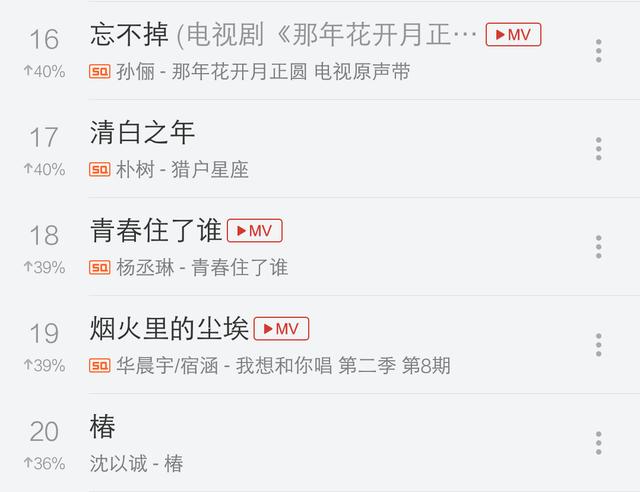 16 忘不掉 (电视剧《那年花开月正… MV
↑40% SQ 孙俪 - 那年花开月正圆 电视原声带
17 清白之年
↑40% SQ 朴树 - 猎户星座
18 青春住了谁 MV
↑39% SQ 杨丞琳 - 青春住了谁
19 烟火里的尘埃 MV
↑39% SQ 华晨宇/宿涵 - 我想和你唱 第二季 第8期
20 椿
↑36% 沈以诚 - 椿